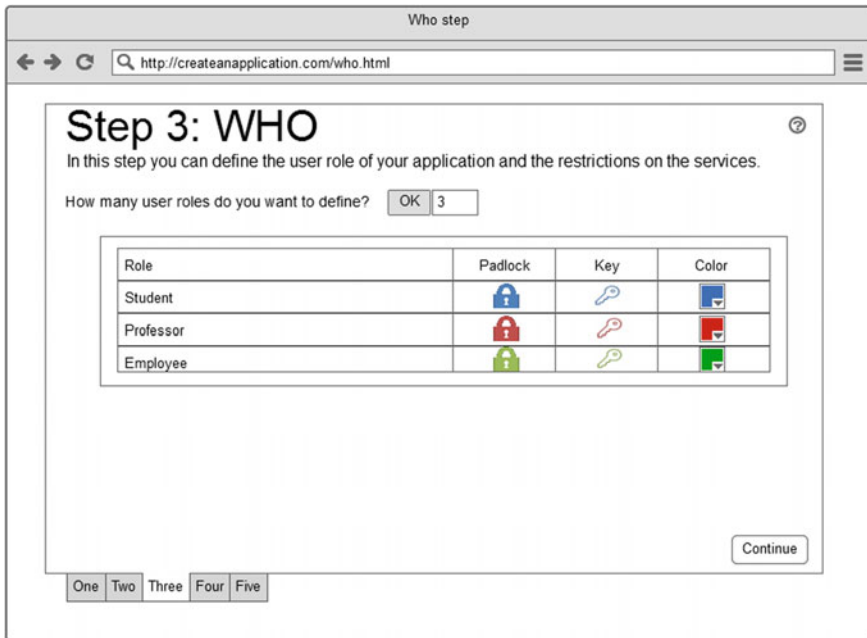 Who step
http://createanapplication.com/who.html
Step 3: WHO
In this step you can define the user role of your application and the restrictions on the services.
How many user roles do you want to define? OK 3
Role Padlock Key Color
Student
Professor
Employee
Continue
One Two Three Four Five